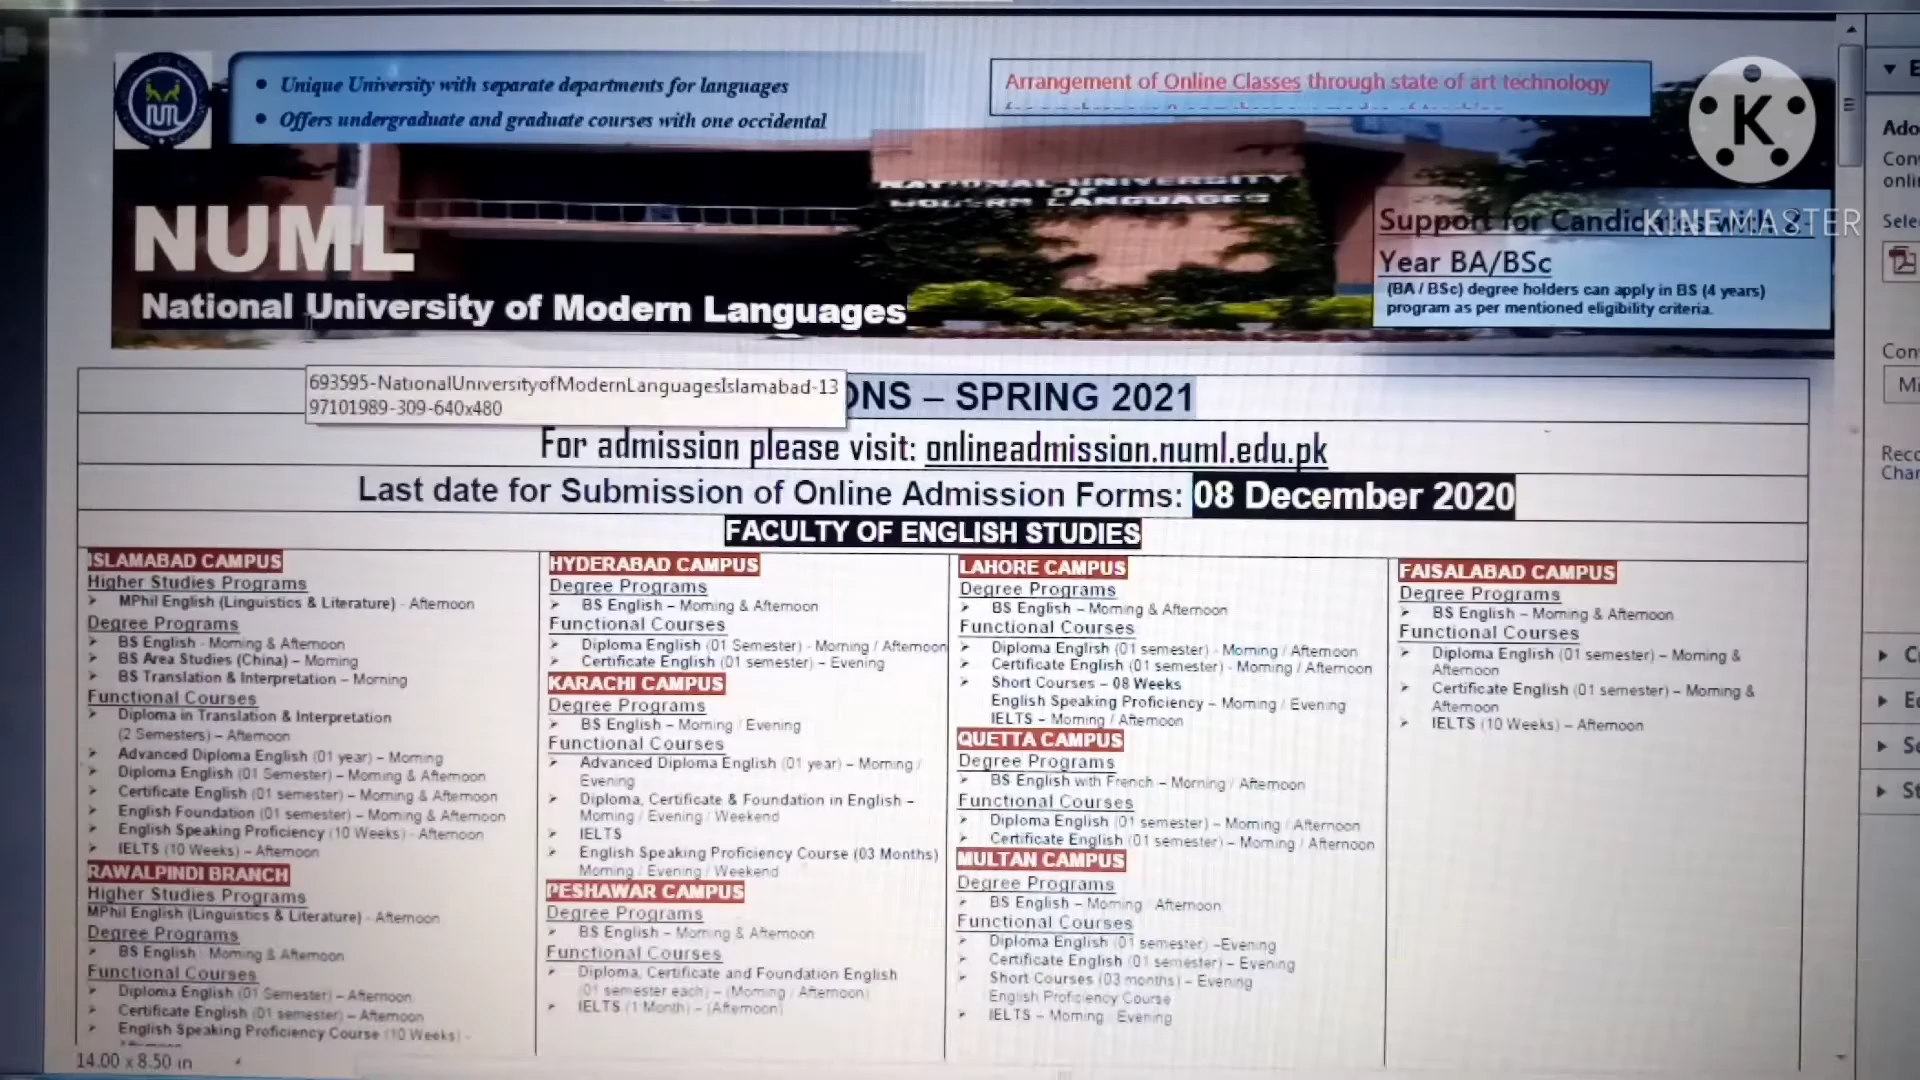 Unique University with separate departments for languages
Offers undergraduate and graduate courses with one occidental
Arrangement of Online Classes through state of art technology
K
KINEMASTER
NATIONAL UNIVERSITY
OF
MODERN LANGUAGES
NUML
National University of Modern Languages
Support for
Year BA/BSc
(BA / BSc) degree holders can apply in BS (4 years)
program as per mentioned eligibility criteria.
693595-NationalUniversityofModernLanguagesIslamabad-13
97101989-309-640x480
ONS – SPRING 2021
For admission please visit: onlineadmission.numl.edu.pk
Last date for Submission of Online Admission Forms: 08 December 2020
FACULTY OF ENGLISH STUDIES
ISLAMABAD CAMPUS
Higher Studies Programs
MPhil English (Linguistics & Literature) - Afternoon
Degree Programs
BS English - Morning & Afternoon
BS Area Studies (China) – Morning
BS Translation & Interpretation – Morning
Functional Courses
Diploma in Translation & Interpretation
(2 Semesters) – Afternoon
Advanced Diploma English (01 year) – Morning
Diploma English (01 Semester) – Morning & Afternoon
Certificate English (01 semester) – Morning & Afternoon
English Foundation (01 semester) – Morning & Afternoon
English Speaking Proficiency (10 Weeks) - Afternoon
IELTS (10 Weeks) – Afternoon
RAWALPINDI BRANCH
Higher Studies Programs
MPhil English (Linguistics & Literature) - Afternoon
Degree Programs
BS English - Morning & Afternoon
Functional Courses
Diploma English (01 Semester) – Afternoon
Certificate English (01 semester) – Afternoon
English Speaking Proficiency Course (10 Weeks) -
HYDERABAD CAMPUS
Degree Programs
BS English – Morning & Afternoon
Functional Courses
Diploma English (01 Semester) - Morning / Afternoon
Certificate English (01 semester) – Evening
KARACHI CAMPUS
Degree Programs
BS English – Morning / Evening
Functional Courses
Advanced Diploma English (01 year) – Morning /
Evening
Diploma, Certificate & Foundation in English –
Morning / Evening / Weekend
IELTS
English Speaking Proficiency Course (03 Months)
Morning / Evening / Weekend
PESHAWAR CAMPUS
Degree Programs
BS English – Morning & Afternoon
Functional Courses
Diploma, Certificate and Foundation English
(01 semester each) – (Morning / Afternoon)
IELTS (1 Month) – (Afternoon)
LAHORE CAMPUS
Degree Programs
BS English – Morning & Afternoon
Functional Courses
Diploma English (01 semester) - Morning / Afternoon
Certificate English (01 semester) - Morning / Afternoon
Short Courses – 08 Weeks
English Speaking Proficiency – Morning / Evening
IELTS – Morning / Afternoon
QUETTA CAMPUS
Degree Programs
BS English with French – Morning / Afternoon
Functional Courses
Diploma English (01 semester) – Morning / Afternoon
Certificate English (01 semester) – Morning / Afternoon
MULTAN CAMPUS
Degree Programs
BS English – Morning / Afternoon
Functional Courses
Diploma English (01 semester) –Evening
Certificate English (01 semester) – Evening
Short Courses (03 months) – Evening
English Proficiency Course
IELTS – Morning / Evening
FAISALABAD CAMPUS
Degree Programs
BS English – Morning & Afternoon
Functional Courses
Diploma English (01 semester) – Morning &
Afternoon
Certificate English (01 semester) – Morning &
Afternoon
IELTS (10 Weeks) – Afternoon
14.00 x 8.50 in